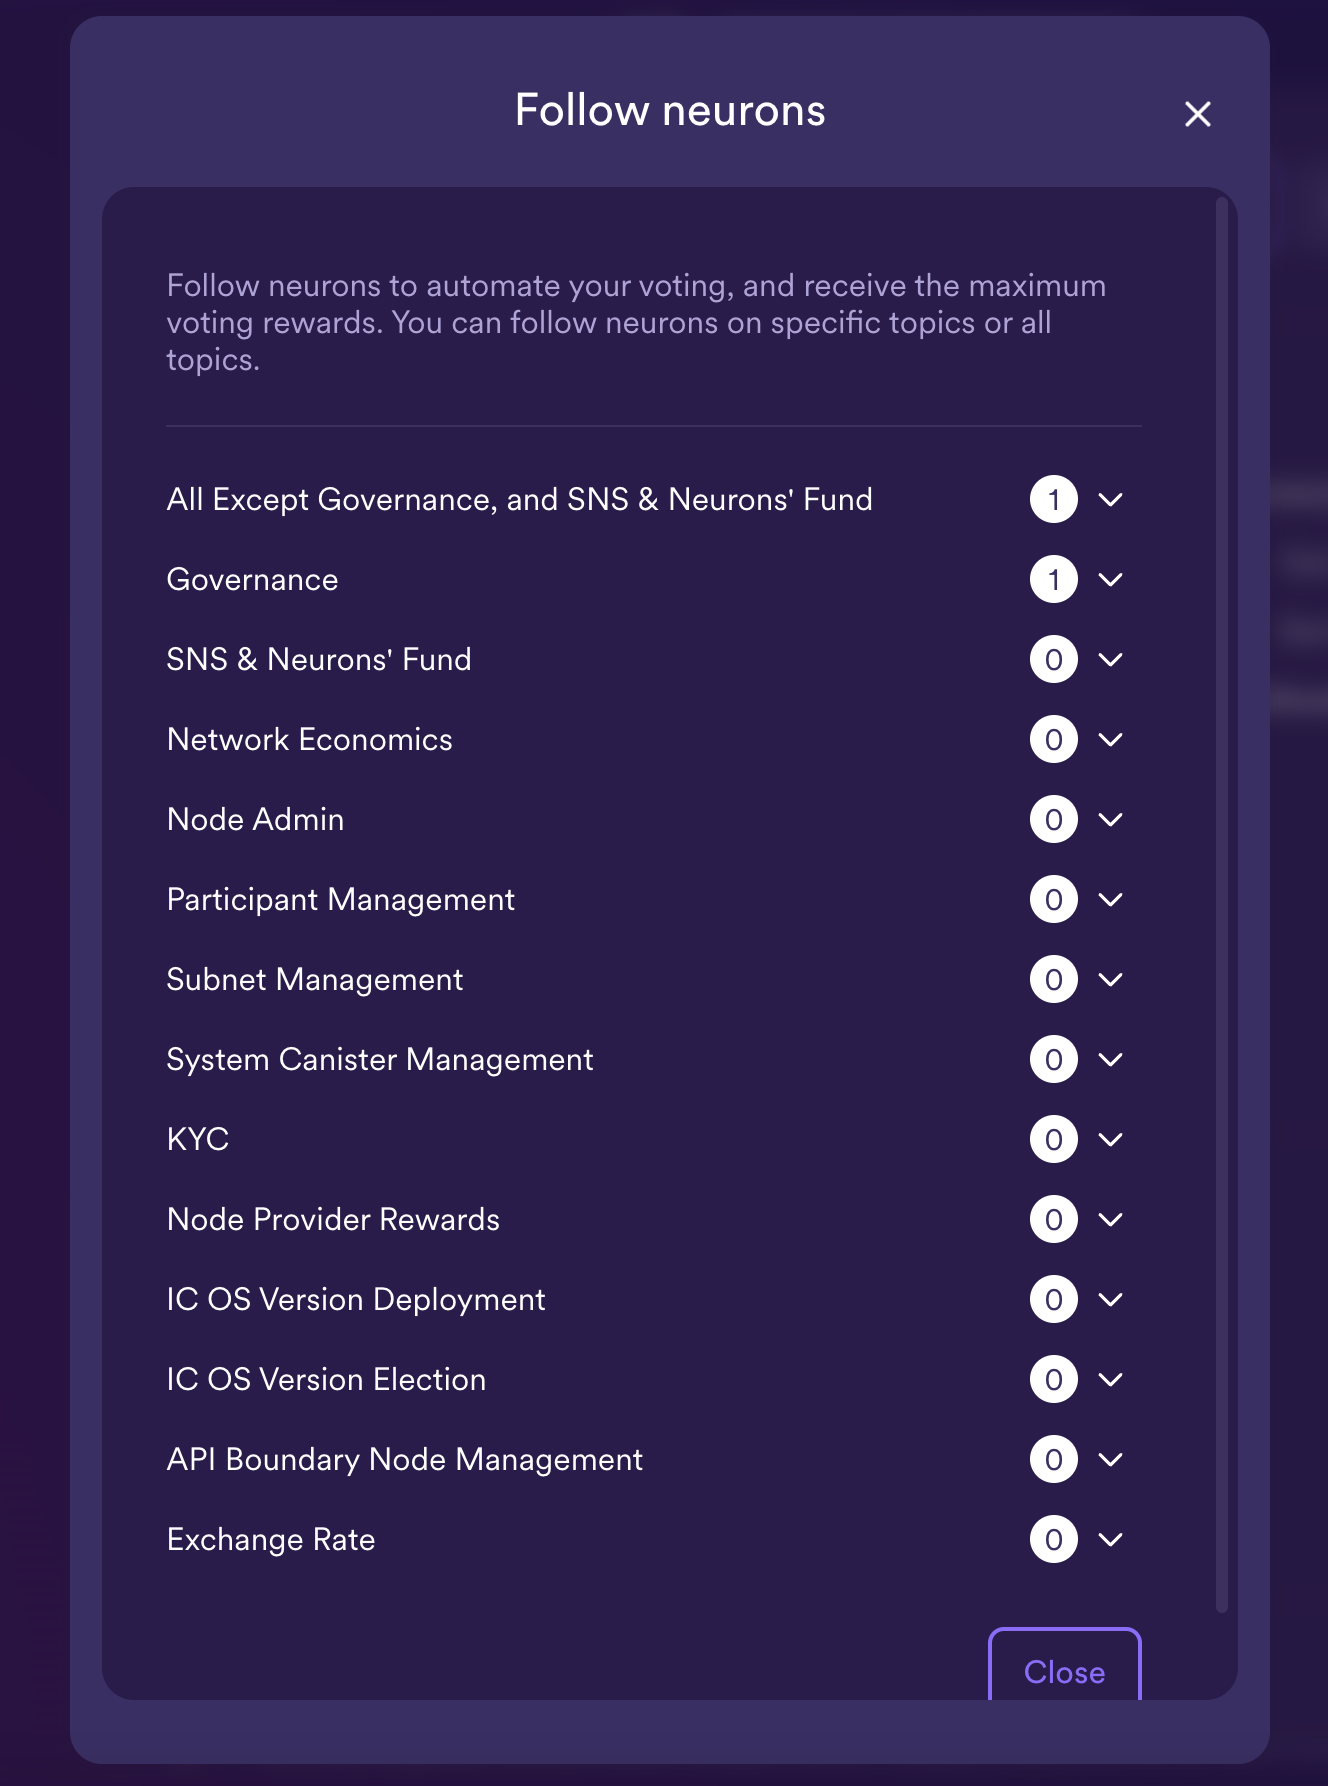 Follow neurons
Follow neurons to automate your voting, and receive the maximum
voting rewards. You can follow neurons on specific topics or all
topics.
All Except Governance, and SNS & Neurons' Fund 1
Governance 1
SNS & Neurons' Fund 0
Network Economics 0
Node Admin 0
Participant Management 0
Subnet Management 0
System Canister Management 0
KYC 0
Node Provider Rewards 0
IC OS Version Deployment 0
IC OS Version Election 0
API Boundary Node Management 0
Exchange Rate 0
Close